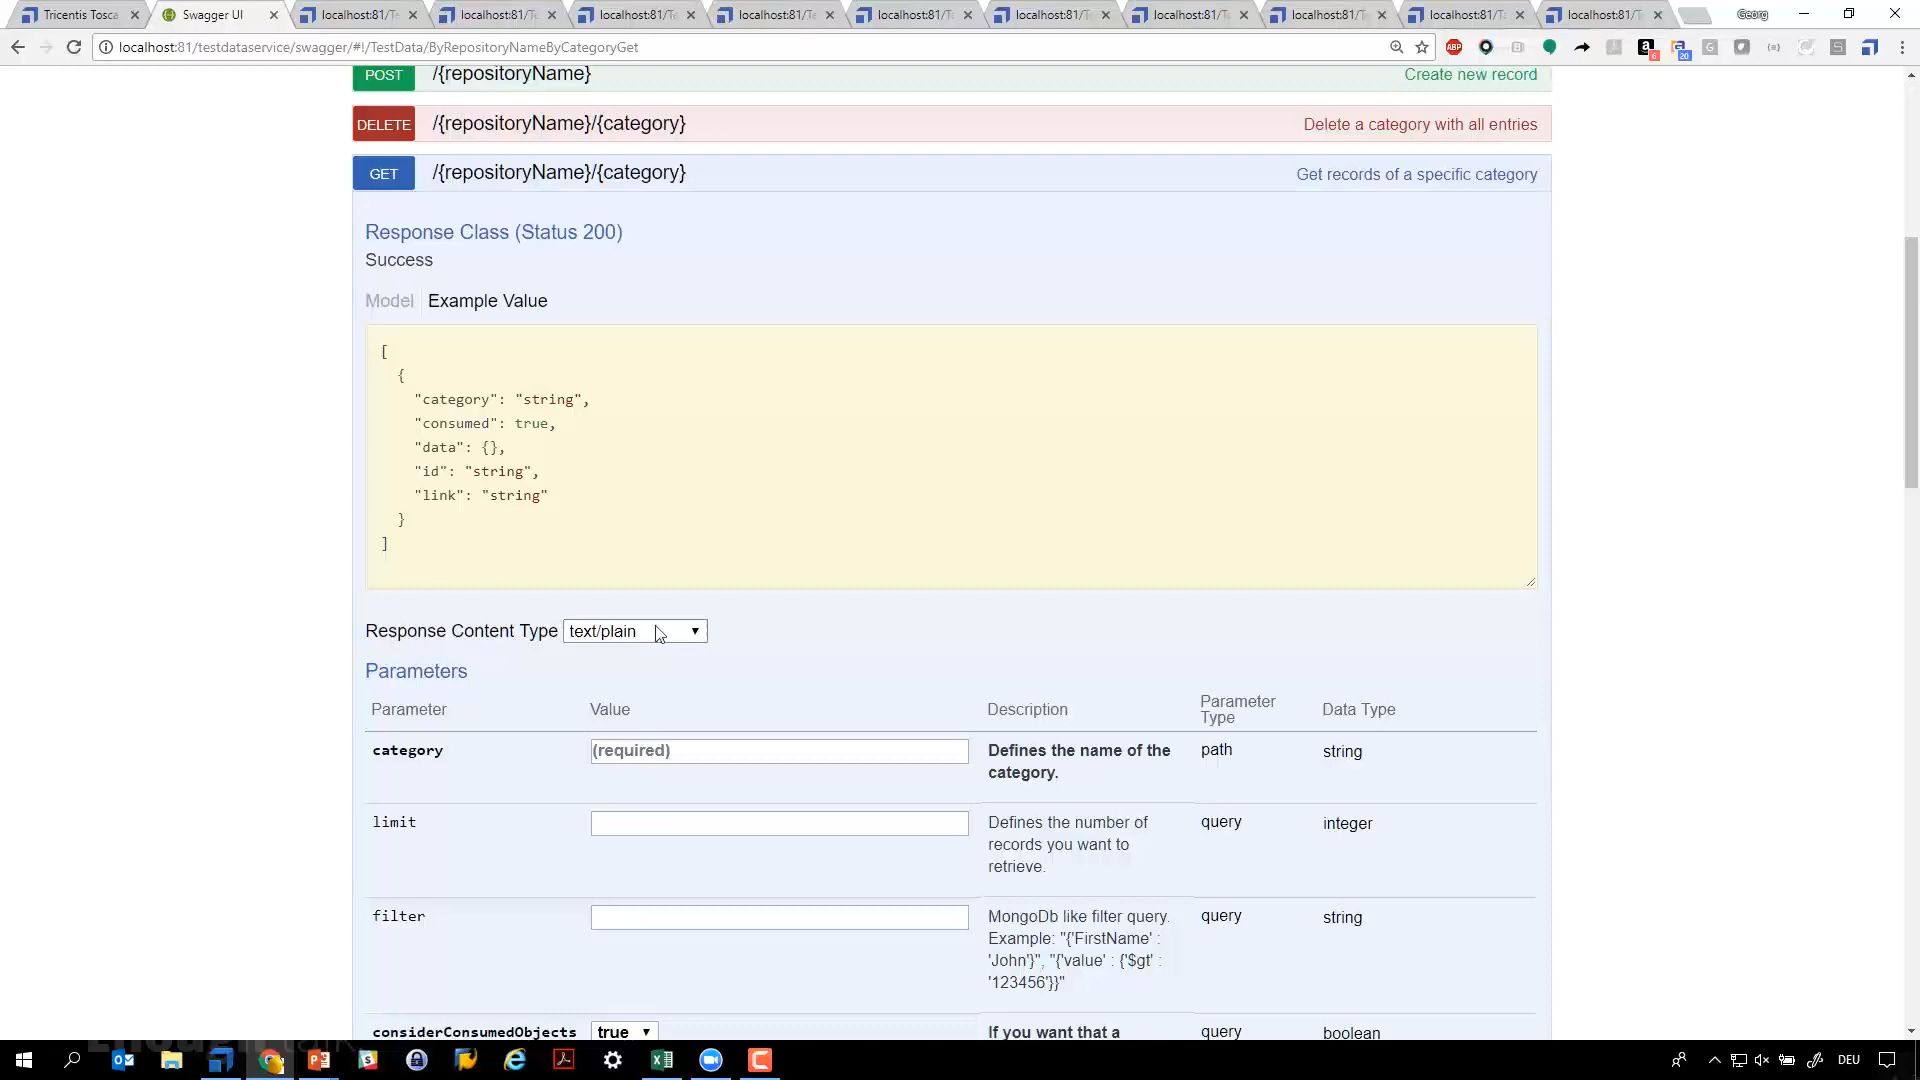 Tricentis Tosca
Swagger UI
localhost:81/Te
localhost:81/Te
localhost:81/Te
localhost:81/Te
localhost:81/Te
localhost:81/Te
localhost:81/Te
localhost:81/Te
localhost:81/Te
localhost:81/Te
Georg
localhost:81/testdataservice/swagger/#!/TestData/ByRepositoryNameByCategoryGet
ABP
6
20
POST /{repositoryName} Create new record
DELETE /{repositoryName}/{category} Delete a category with all entries
GET /{repositoryName}/{category} Get records of a specific category
Response Class (Status 200)
Success
Model Example Value
[
{
"category": "string",
"consumed": true,
"data": {},
"id": "string",
"link": "string"
}
]
Response Content Type text/plain
Parameters
Parameter Value Description Parameter Type Data Type
category (required) Defines the name of the category. path string
limit Defines the number of records you want to retrieve. query integer
filter MongoDb like filter query. Example: "{'FirstName' : 'John'}", "{'value' : {'$gt' : '123456'}}" query string
considerConsumedObjects true If you want that a query boolean
DEU